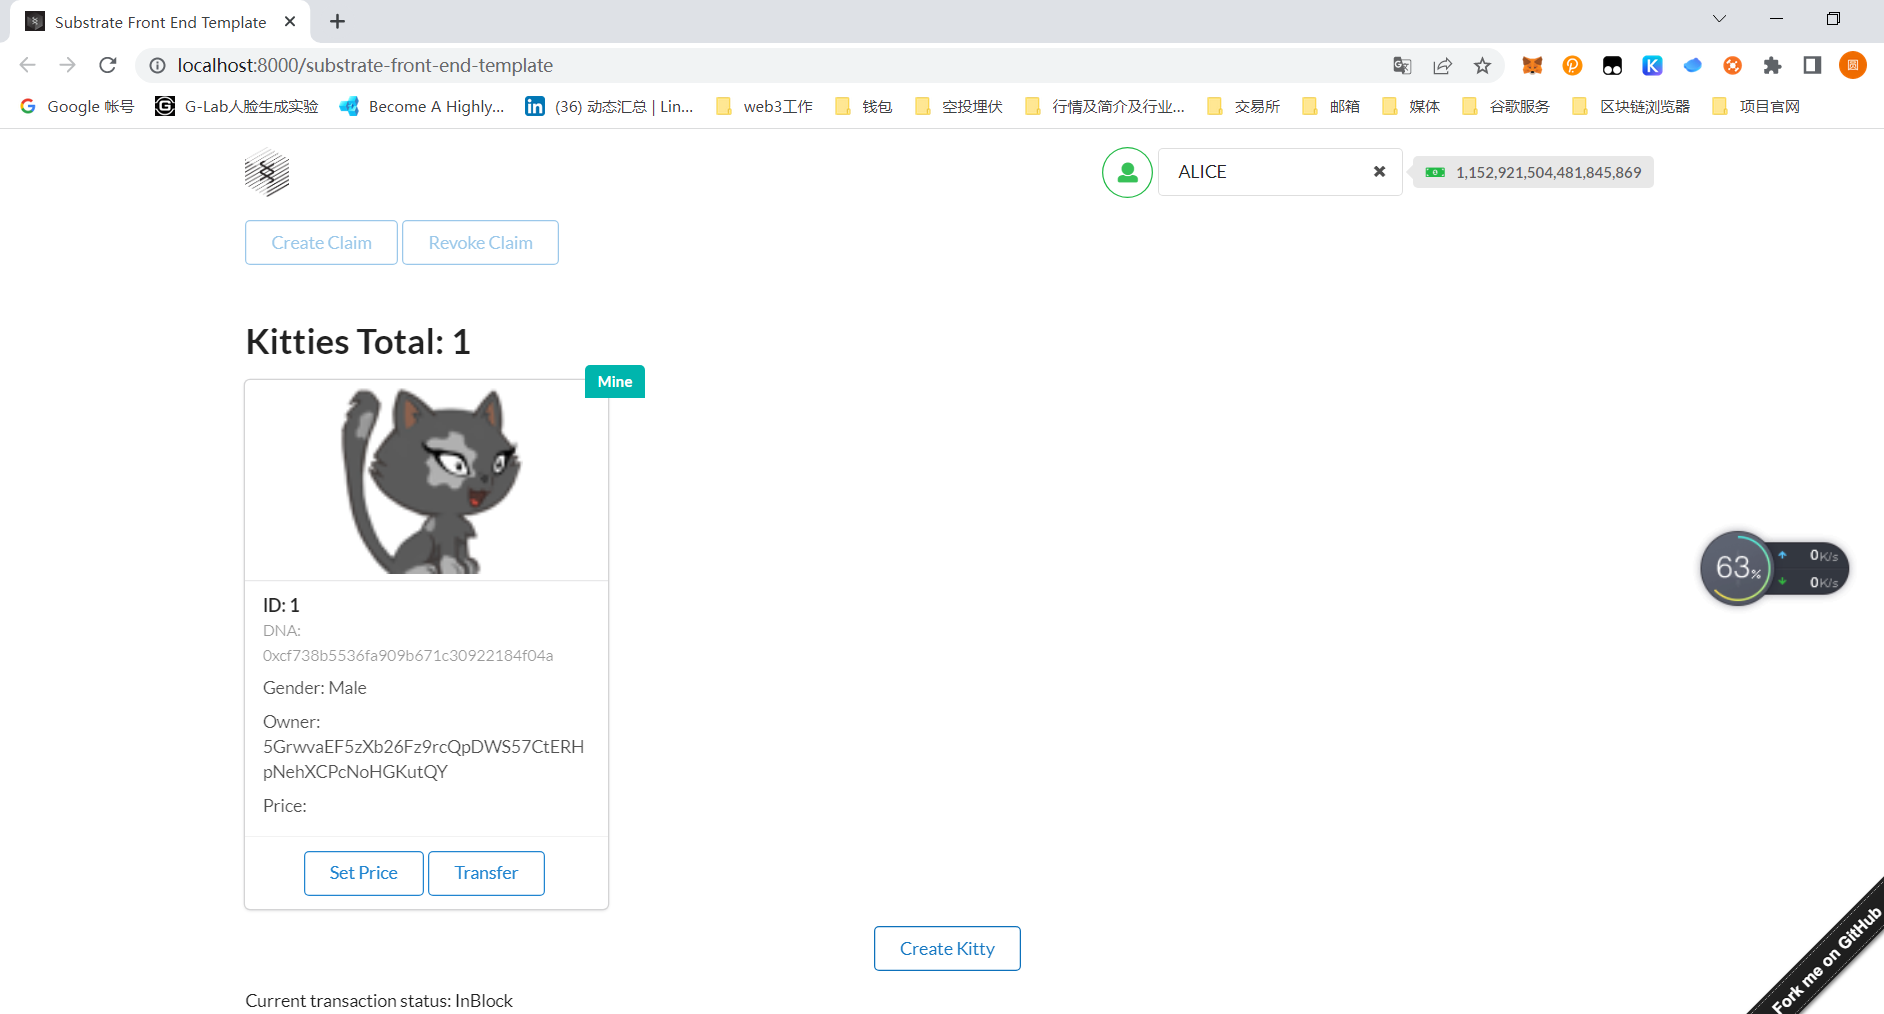 Substrate Front End Template
localhost:8000/substrate-front-end-template
圆
Google 帐号
G-Lab人脸生成实验
Become A Highly...
(36) 动态汇总 | Lin...
web3工作
钱包
空投埋伏
行情及简介及行业...
交易所
邮箱
媒体
谷歌服务
区块链浏览器
项目官网
ALICE
1,152,921,504,481,845,869
Create Claim
Revoke Claim
Kitties Total: 1
Mine
ID: 1
DNA:
0xcf738b5536fa909b671c30922184f04a
Gender: Male
Owner:
5GrwvaEF5zXb26Fz9rcQpDWS57CtERH
pNehXCPcNoHGKutQY
Price:
Set Price
Transfer
63%
0K/s
0K/s
Create Kitty
Current transaction status: InBlock
Fork me on GitHub